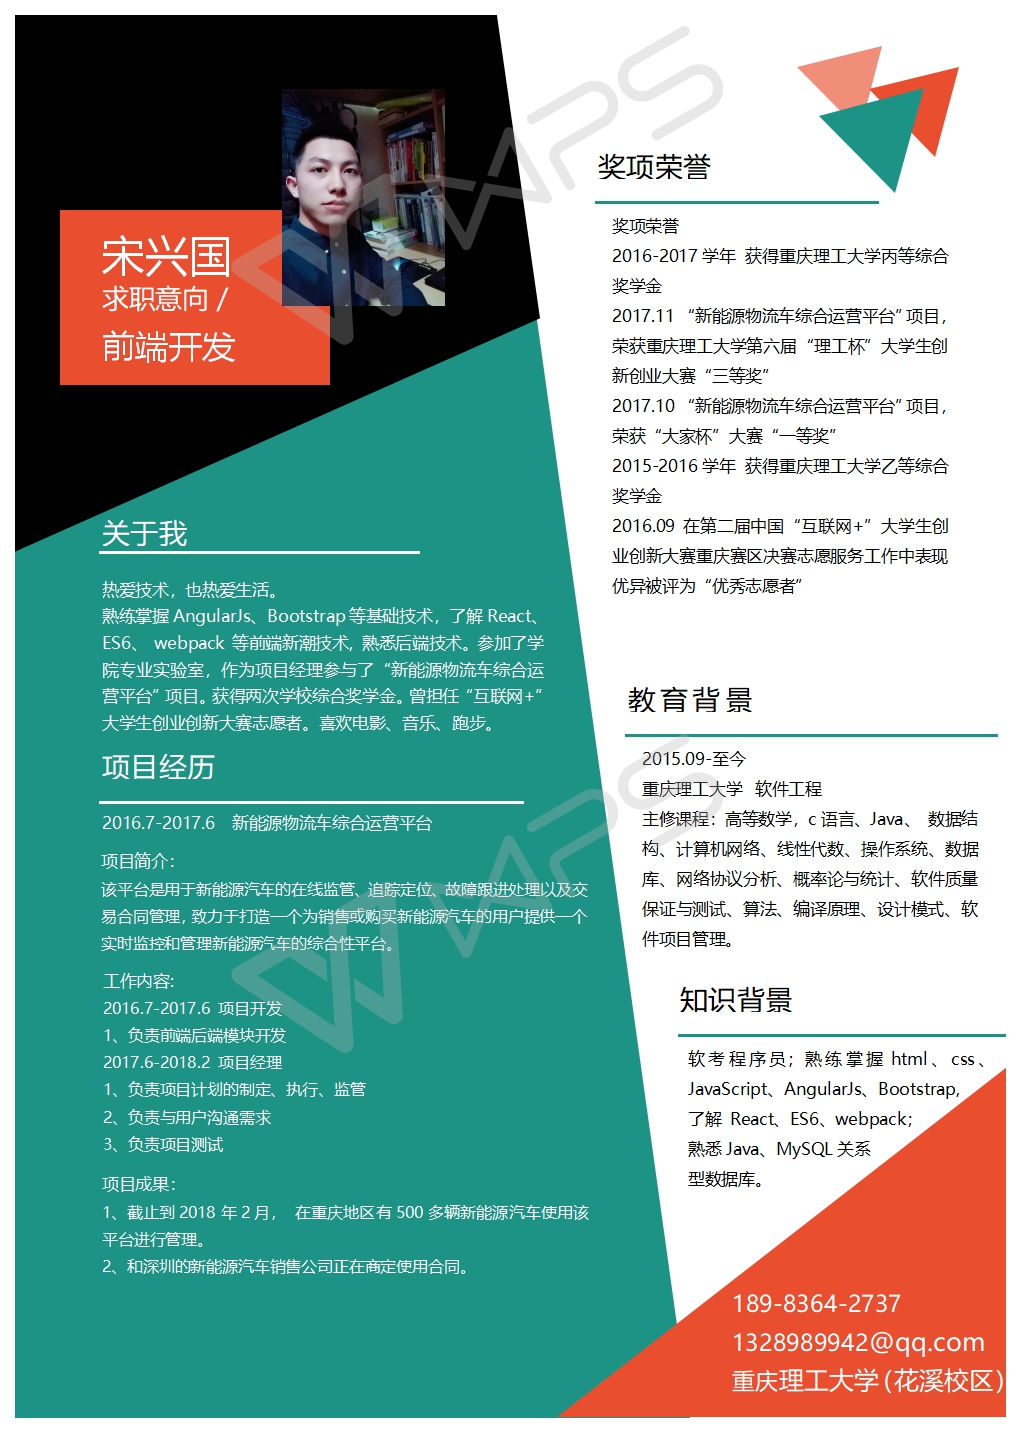 宋兴国
求职意向 /
前端开发
关于我
热爱技术，也热爱生活。
熟练掌握 AngularJs、Bootstrap 等基础技术，了解 React、
ES6、 webpack 等前端新潮技术，熟悉后端技术。参加了学
院专业实验室，作为项目经理参与了“新能源物流车综合运
营平台”项目。获得两次学校综合奖学金。曾担任“互联网+”
大学生创业创新大赛志愿者。喜欢电影、音乐、跑步。
项目经历
2016.7-2017.6 新能源物流车综合运营平台
项目简介：
该平台是用于新能源汽车的在线监管、追踪定位、故障跟进处理以及交
易合同管理，致力于打造一个为销售或购买新能源汽车的用户提供一个
实时监控和管理新能源汽车的综合性平台。
工作内容:
2016.7-2017.6 项目开发
1、负责前端后端模块开发
2017.6-2018.2 项目经理
1、负责项目计划的制定、执行、监管
2、负责与用户沟通需求
3、负责项目测试
项目成果：
1、截止到 2018 年 2 月， 在重庆地区有 500 多辆新能源汽车使用该
平台进行管理。
2、和深圳的新能源汽车销售公司正在商定使用合同。
奖项荣誉
奖项荣誉
2016-2017 学年 获得重庆理工大学丙等综合
奖学金
2017.11 “新能源物流车综合运营平台”项目，
荣获重庆理工大学第六届“理工杯”大学生创
新创业大赛“三等奖”
2017.10 “新能源物流车综合运营平台”项目，
荣获“大家杯”大赛“一等奖”
2015-2016 学年 获得重庆理工大学乙等综合
奖学金
2016.09 在第二届中国“互联网+”大学生创
业创新大赛重庆赛区决赛志愿服务工作中表现
优异被评为“优秀志愿者”
教育背景
2015.09-至今
重庆理工大学 软件工程
主修课程：高等数学，c 语言、Java、 数据结
构、计算机网络、线性代数、操作系统、数据
库、网络协议分析、概率论与统计、软件质量
保证与测试、算法、编译原理、设计模式、软
件项目管理。
知识背景
软考程序员；熟练掌握 html、css、
JavaScript、AngularJs、Bootstrap,
了解 React、ES6、webpack；
熟悉 Java、MySQL 关系
型数据库。
189-8364-2737
1328989942@qq.com
重庆理工大学（花溪校区）
WPS
WPS